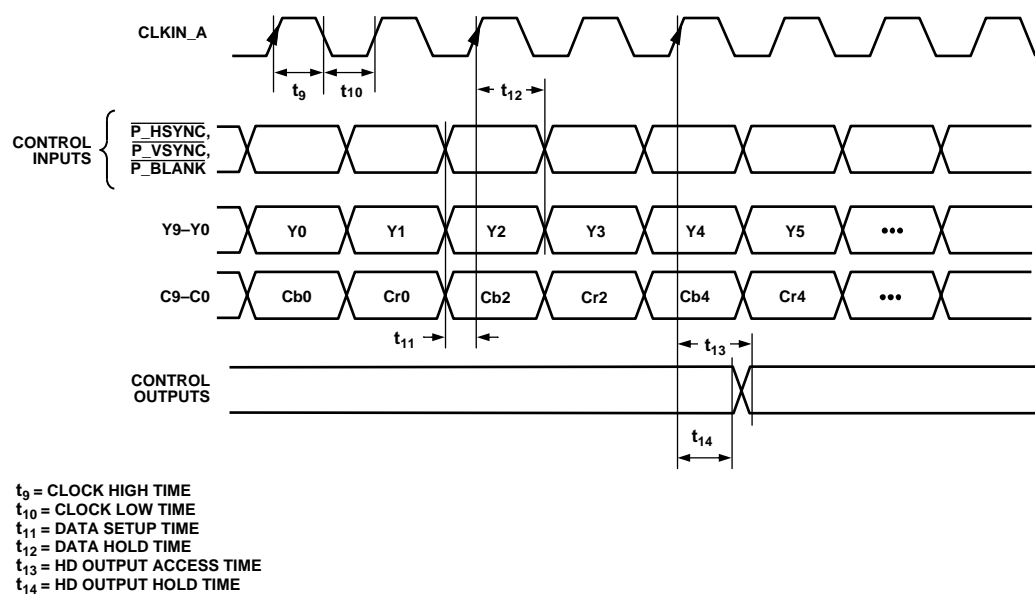 CLKIN_A
t9
t10
t12
CONTROL
INPUTS
P_HSYNC,
P_VSYNC,
P_BLANK
Y9–Y0
Y0 Y1 Y2 Y3 Y4 Y5 •••
C9–C0
Cb0 Cr0 Cb2 Cr2 Cb4 Cr4 •••
t11
t13
CONTROL
OUTPUTS
t14
t9 = CLOCK HIGH TIME
t10 = CLOCK LOW TIME
t11 = DATA SETUP TIME
t12 = DATA HOLD TIME
t13 = HD OUTPUT ACCESS TIME
t14 = HD OUTPUT HOLD TIME